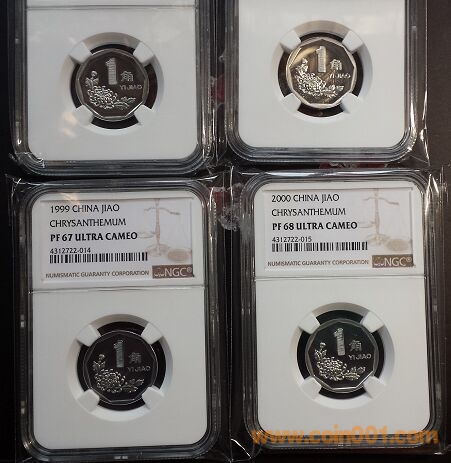 1角
YI JIAO
1角
YI JIAO
1999 CHINA JIAO
CHRYSANTHEMUM
PF 67 ULTRA CAMEO
4312722-014
NUMISMATIC GUARANTY CORPORATION
NGC®
2000 CHINA JIAO
CHRYSANTHEMUM
PF 68 ULTRA CAMEO
4312722-015
NUMISMATIC GUARANTY CORPORATION
NGC®
1角
YI JIAO
1角
YI JIAO
www.coin001.com